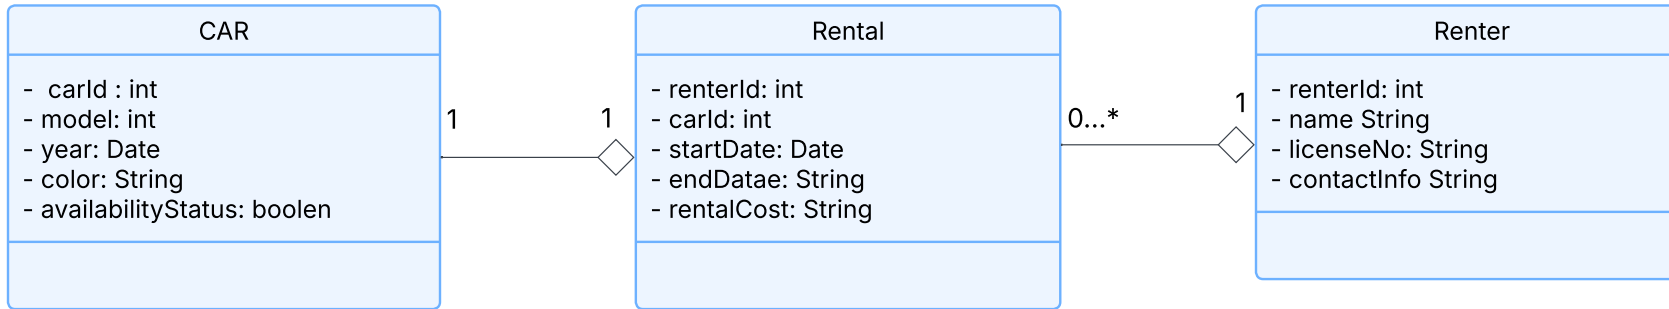 CAR
- carId : int
- model: int
- year: Date
- color: String
- availabilityStatus: boolen
1
1
Rental
- renterId: int
- carId: int
- startDate: Date
- endDatae: String
- rentalCost: String
0...*
1
Renter
- renterId: int
- name String
- licenseNo: String
- contactInfo String